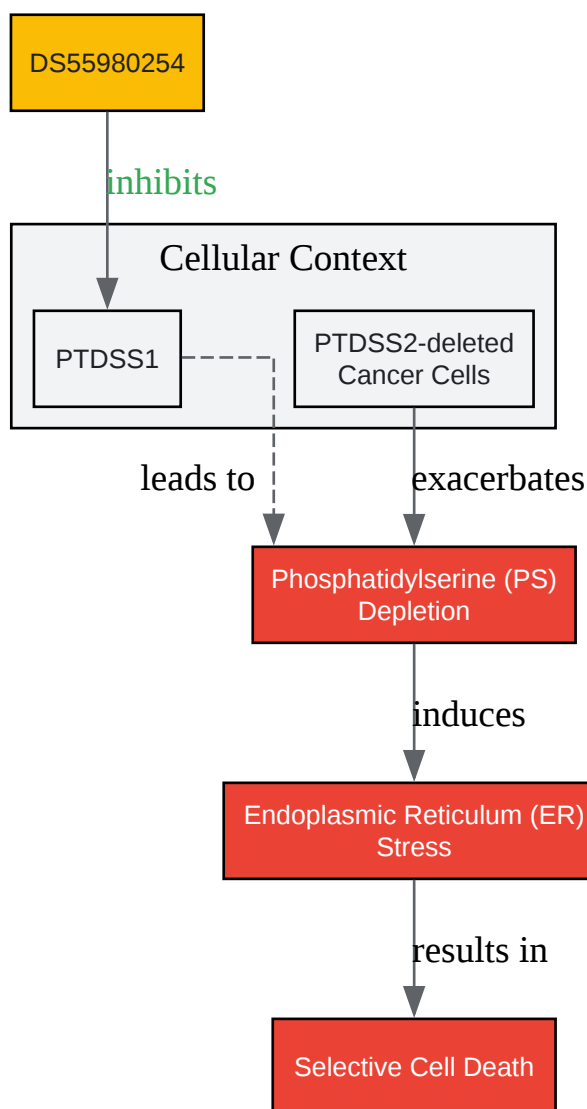 DS55980254
inhibits
Cellular Context
PTDSS1
PTDSS2-deleted
Cancer Cells
leads to
exacerbates
Phosphatidylserine (PS)
Depletion
induces
Endoplasmic Reticulum (ER)
Stress
results in
Selective Cell Death